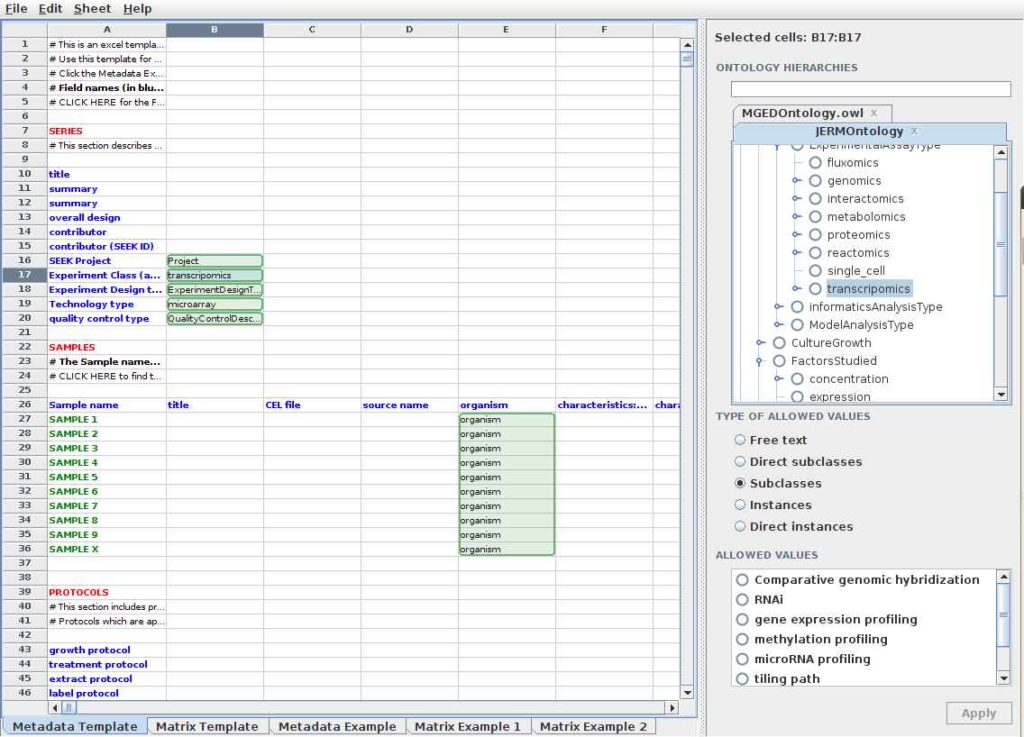 File Edit Sheet Help
A B C D E F
1 # This is an excel templa...
2 # Use this template for ...
3 # Click the Metadata Ex...
4 # Field names (in blu...
5 # CLICK HERE for the F...
6
7 SERIES
8 # This section describes ...
9
10 title
11 summary
12 summary
13 overall design
14 contributor
15 contributor (SEEK ID)
16 SEEK Project Project
17 Experiment Class (a... transcripomics
18 Experiment Design t... ExperimentDesignT...
19 Technology type microarray
20 quality control type QualityControlDesc...
21
22 SAMPLES
23 # The Sample name...
24 # CLICK HERE to find t...
25
26 Sample name title CEL file source name organism characteristics:... chara
27 SAMPLE 1 organism
28 SAMPLE 2 organism
29 SAMPLE 3 organism
30 SAMPLE 4 organism
31 SAMPLE 5 organism
32 SAMPLE 6 organism
33 SAMPLE 7 organism
34 SAMPLE 8 organism
35 SAMPLE 9 organism
36 SAMPLE X organism
37
38
39 PROTOCOLS
40 # This section includes pr...
41 # Protocols which are ap...
42
43 growth protocol
44 treatment protocol
45 extract protocol
46 label protocol
Metadata Template Matrix Template Metadata Example Matrix Example 1 Matrix Example 2
Selected cells: B17:B17
ONTOLOGY HIERARCHIES
MGEDOntology.owl x
JERMOntology x
ExperimentalAssayType
fluxomics
genomics
interactomics
metabolomics
proteomics
reactomics
single_cell
transcripomics
informaticsAnalysisType
ModelAnalysisType
CultureGrowth
FactorsStudied
concentration
expression
TYPE OF ALLOWED VALUES
Free text
Direct subclasses
Subclasses
Instances
Direct instances
ALLOWED VALUES
Comparative genomic hybridization
RNAi
gene expression profiling
methylation profiling
microRNA profiling
tiling path
Apply